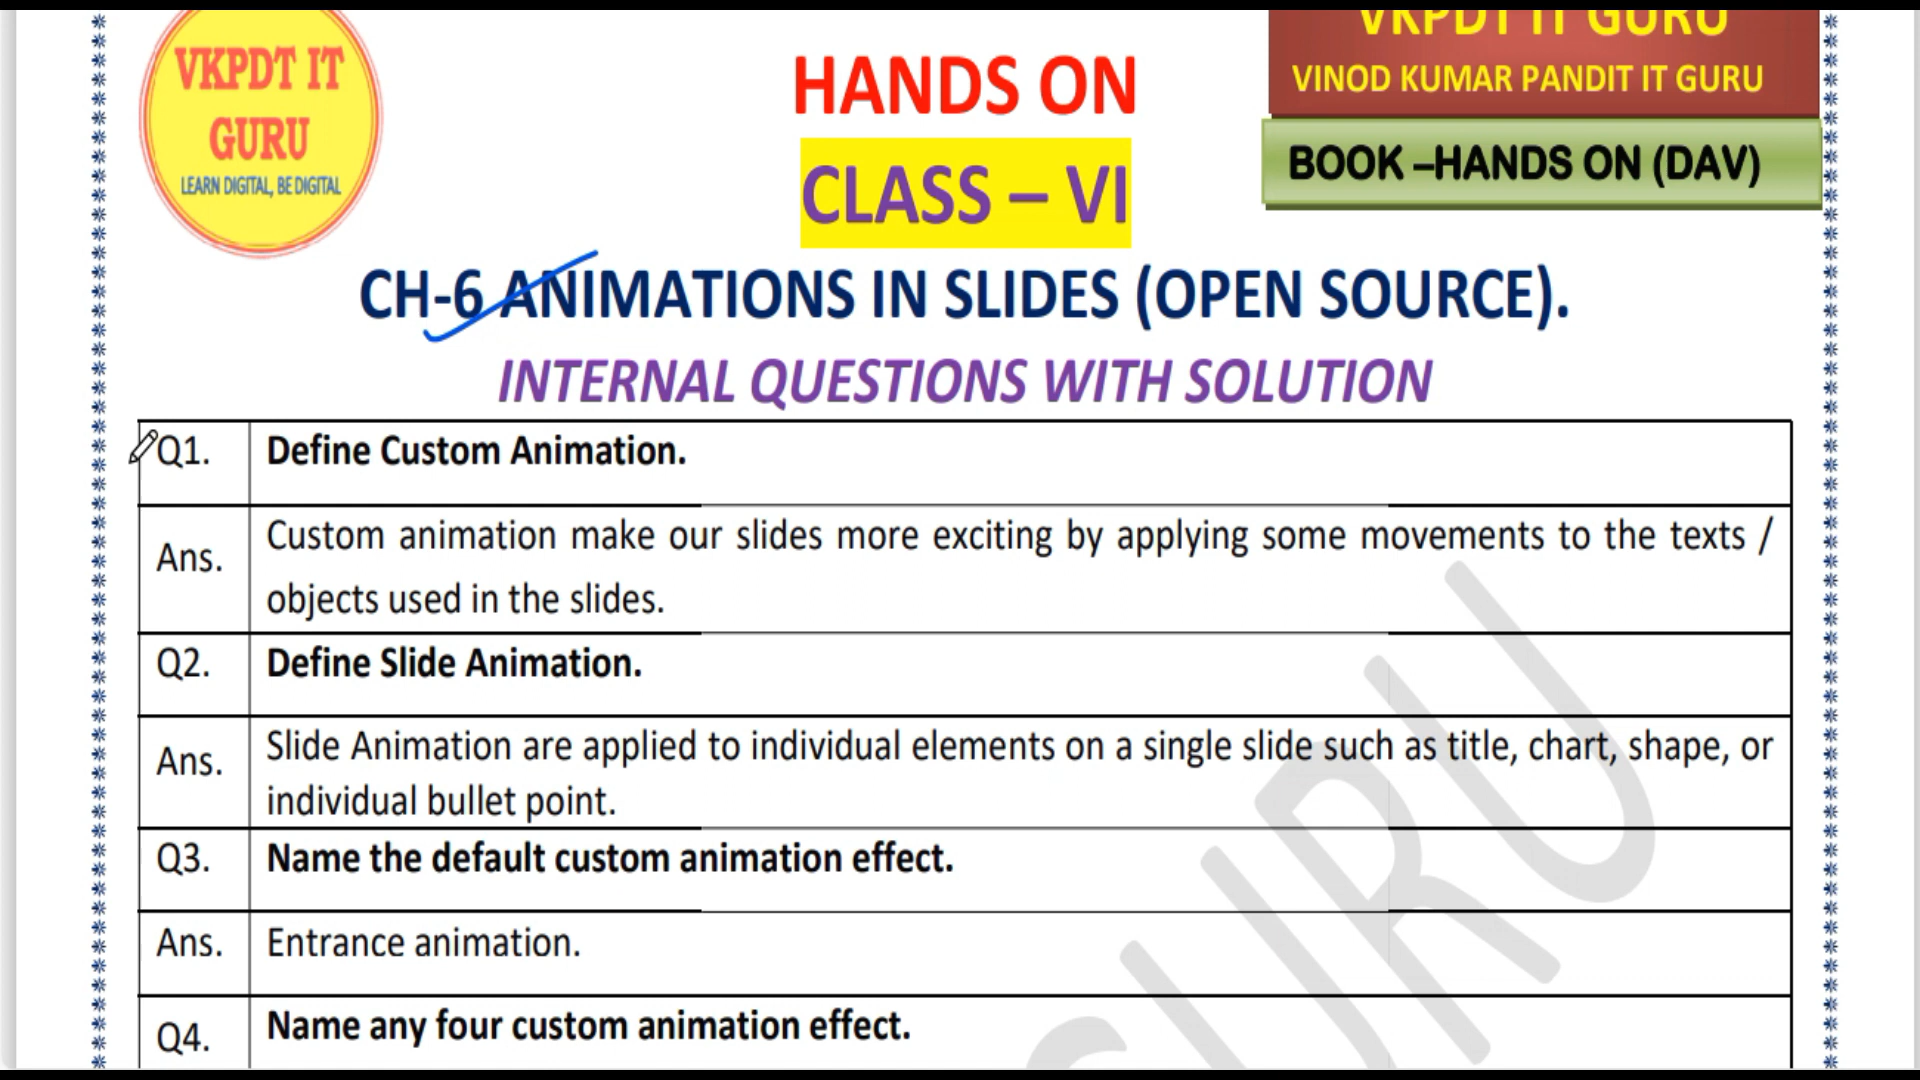 VKPDT IT
GURU
LEARN DIGITAL, BE DIGITAL
HANDS ON
CLASS – VI
VKPDT IT GURU
VINOD KUMAR PANDIT IT GURU
BOOK –HANDS ON (DAV)
CH-6 ANIMATIONS IN SLIDES (OPEN SOURCE).
INTERNAL QUESTIONS WITH SOLUTION
Q1. Define Custom Animation.
Ans. Custom animation make our slides more exciting by applying some movements to the texts /
objects used in the slides.
Q2. Define Slide Animation.
Ans. Slide Animation are applied to individual elements on a single slide such as title, chart, shape, or
individual bullet point.
Q3. Name the default custom animation effect.
Ans. Entrance animation.
Q4. Name any four custom animation effect.
GURU